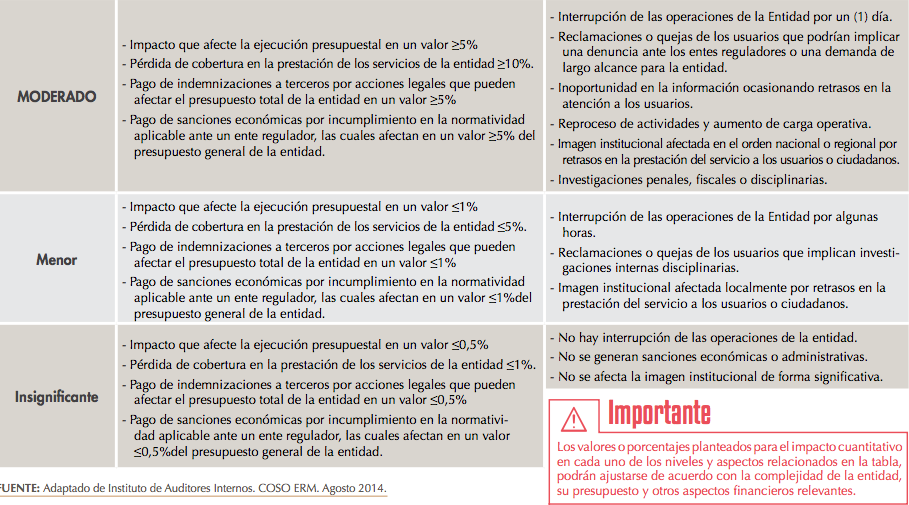 MODERADO
- Impacto que afecte la ejecución presupuestal en un valor ≥5%
- Pérdida de cobertura en la prestación de los servicios de la entidad ≥10%.
- Pago de indemnizaciones a terceros por acciones legales que pueden
afectar el presupuesto total de la entidad en un valor ≥5%
- Pago de sanciones económicas por incumplimiento en la normatividad
aplicable ante un ente regulador, las cuales afectan en un valor ≥5% del
presupuesto general de la entidad.
- Interrupción de las operaciones de la Entidad por un (1) día.
- Reclamaciones o quejas de los usuarios que podrían implicar
una denuncia ante los entes reguladores o una demanda de
largo alcance para la entidad.
- Inoportunidad en la información ocasionando retrasos en la
atención a los usuarios.
- Reproceso de actividades y aumento de carga operativa.
- Imagen institucional afectada en el orden nacional o regional por
retrasos en la prestación del servicio a los usuarios o ciudadanos.
- Investigaciones penales, fiscales o disciplinarias.
Menor
- Impacto que afecte la ejecución presupuestal en un valor ≤1%
- Pérdida de cobertura en la prestación de los servicios de la entidad ≤5%.
- Pago de indemnizaciones a terceros por acciones legales que pueden
afectar el presupuesto total de la entidad en un valor ≤1%
- Pago de sanciones económicas por incumplimiento en la normatividad
aplicable ante un ente regulador, las cuales afectan en un valor ≤1%del
presupuesto general de la entidad.
- Interrupción de las operaciones de la Entidad por algunas
horas.
- Reclamaciones o quejas de los usuarios que implican investi-
gaciones internas disciplinarias.
- Imagen institucional afectada localmente por retrasos en la
prestación del servicio a los usuarios o ciudadanos.
Insignificante
- Impacto que afecte la ejecución presupuestal en un valor ≤0,5%
- Pérdida de cobertura en la prestación de los servicios de la entidad ≤1%.
- Pago de indemnizaciones a terceros por acciones legales que pueden
afectar el presupuesto total de la entidad en un valor ≤0,5%
- Pago de sanciones económicas por incumplimiento en la normativi-
dad aplicable ante un ente regulador, las cuales afectan en un valor
≤0,5%del presupuesto general de la entidad.
- No hay interrupción de las operaciones de la entidad.
- No se generan sanciones económicas o administrativas.
- No se afecta la imagen institucional de forma significativa.
Importante
Los valores o porcentajes planteados para el impacto cuantitativo
en cada uno de los niveles y aspectos relacionados en la tabla,
podrán ajustarse de acuerdo con la complejidad de la entidad,
su presupuesto y otros aspectos financieros relevantes.
FUENTE: Adaptado de Instituto de Auditores Internos. COSO ERM. Agosto 2014.